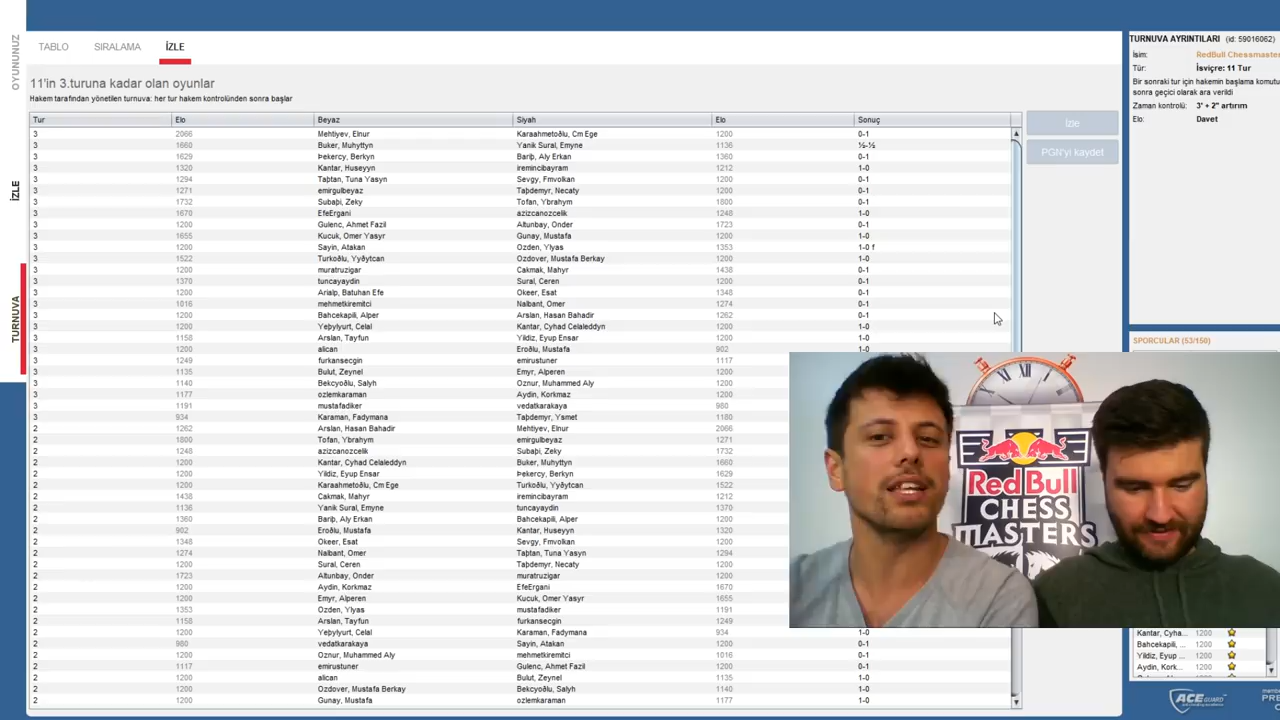 OYUNUNUZ
İZLE
TURNUVA
TABLO SIRALAMA İZLE
11'in 3.turuna kadar olan oyunlar
Hakem tarafından yönetilen turnuva: her tur hakem kontrolünden sonra başlar
Tur Elo Beyaz Siyah Elo Sonuç
3 2066 Mehtiyev, Elnur Karaahmetoðlu, Cm Ege 1200 0-1
3 1660 Buker, Muhyttyn Yanik Sural, Emyne 1136 ½-½
3 1629 Þekercy, Berkyn Bariþ, Aly Erkan 1360 0-1
3 1320 Kantar, Huseyyn iremincibayram 1212 1-0
3 1294 Taþtan, Tuna Yasyn Sevgy, Fmvolkan 1200 0-1
3 1271 emirgulbeyaz Taþdemyr, Necaty 1200 0-1
3 1732 Subaþi, Zeky Tofan, Ybrahym 1800 0-1
3 1670 EfeErgani azizcanozcelik 1248 1-0
3 1200 Gulenc, Ahmet Fazil Altunbay, Onder 1723 0-1
3 1655 Kucuk, Omer Yasyr Gunay, Mustafa 1200 1-0
3 1200 Sayin, Atakan Ozden, Ylyas 1353 1-0 f
3 1522 Turkoðlu, Yyðytcan Ozdover, Mustafa Berkay 1200 1-0
3 1200 muratruzigar Cakmak, Mahyr 1438 0-1
3 1370 tuncayaydin Sural, Ceren 1200 0-1
3 1200 Arialp, Batuhan Efe Okeer, Esat 1348 0-1
3 1016 mehmetkiremitci Nalbant, Omer 1274 0-1
3 1200 Bahcekapili, Alper Arslan, Hasan Bahadir 1262 0-1
3 1200 Yeþylyurt, Celal Kantar, Cyhad Celaleddyn 1200 1-0
3 1158 Arslan, Tayfun Yildiz, Eyup Ensar 1200 1-0
3 1200 alican Eroðlu, Mustafa 902 1-0
3 1249 furkansecgin emirustuner 1117
3 1135 Bulut, Zeynel Emyr, Alperen 1200
3 1140 Bekcyoðlu, Salyh Oznur, Muhammed Aly 1200
3 1177 ozlemkaraman Aydin, Korkmaz 1200
3 1191 mustafadiker vedatkarakaya 980
3 934 Karaman, Fadymana Taþdemyr, Ysmet 1180
2 1262 Arslan, Hasan Bahadir Mehtiyev, Elnur 2066
2 1800 Tofan, Ybrahym emirgulbeyaz 1271
2 1248 azizcanozcelik Subaþi, Zeky 1732
2 1200 Kantar, Cyhad Celaleddyn Buker, Muhyttyn 1660
2 1200 Yildiz, Eyup Ensar Þekercy, Berkyn 1629
2 1200 Karaahmetoðlu, Cm Ege Turkoðlu, Yyðytcan 1522
2 1438 Cakmak, Mahyr iremincibayram 1212
2 1136 Yanik Sural, Emyne tuncayaydin 1370
2 1360 Bariþ, Aly Erkan Bahcekapili, Alper 1200
2 902 Eroðlu, Mustafa Kantar, Huseyyn 1320
2 1348 Okeer, Esat Sevgy, Fmvolkan 1200
2 1274 Nalbant, Omer Taþtan, Tuna Yasyn 1294
2 1200 Sural, Ceren Taþdemyr, Necaty 1200
2 1723 Altunbay, Onder muratruzigar 1200
2 1200 Aydin, Korkmaz EfeErgani 1670
2 1200 Emyr, Alperen Kucuk, Omer Yasyr 1655
2 1353 Ozden, Ylyas mustafadiker 1191
2 1158 Arslan, Tayfun furkansecgin 1249
2 1200 Yeþylyurt, Celal Karaman, Fadymana 934 1-0
2 980 vedatkarakaya Sayin, Atakan 1200 0-1
2 1200 Oznur, Muhammed Aly mehmetkiremitci 1016 0-1
2 1117 emirustuner Gulenc, Ahmet Fazil 1200 0-1
2 1200 alican Bulut, Zeynel 1135 1-0
2 1200 Ozdover, Mustafa Berkay Bekcyoðlu, Salyh 1140 1-0
2 1200 Gunay, Mustafa ozlemkaraman 1177 1-0
İzle
PGN'yi kaydet
TURNUVA AYRINTILARI (id: 59016062)
İsim: RedBull Chessmaster
Tür: İsviçre: 11 Tur
Bir sonraki tur için hakemin başlama komutu
sonra geçici olarak ara verildi
Zaman kontrolü: 3' + 2" artırım
Elo: Davet
SPORCULAR (53/150)
Red Bull
CHESS
MASTERS
Kantar, Cyha... 1200
Bahcekapili, ... 1200
Yildiz, Eyup ... 1200
Aydin, Kork... 1200
ACEGUARD